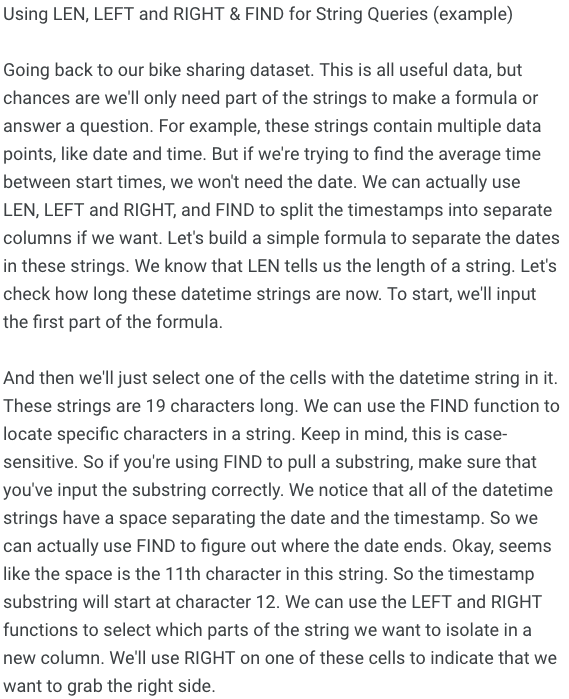 Using LEN, LEFT and RIGHT & FIND for String Queries (example)
Going back to our bike sharing dataset. This is all useful data, but
chances are we'll only need part of the strings to make a formula or
answer a question. For example, these strings contain multiple data
points, like date and time. But if we're trying to find the average time
between start times, we won't need the date. We can actually use
LEN, LEFT and RIGHT, and FIND to split the timestamps into separate
columns if we want. Let's build a simple formula to separate the dates
in these strings. We know that LEN tells us the length of a string. Let's
check how long these datetime strings are now. To start, we'll input
the first part of the formula.
And then we'll just select one of the cells with the datetime string in it.
These strings are 19 characters long. We can use the FIND function to
locate specific characters in a string. Keep in mind, this is case-
sensitive. So if you're using FIND to pull a substring, make sure that
you've input the substring correctly. We notice that all of the datetime
strings have a space separating the date and the timestamp. So we
can actually use FIND to figure out where the date ends. Okay, seems
like the space is the 11th character in this string. So the timestamp
substring will start at character 12. We can use the LEFT and RIGHT
functions to select which parts of the string we want to isolate in a
new column. We'll use RIGHT on one of these cells to indicate that we
want to grab the right side.